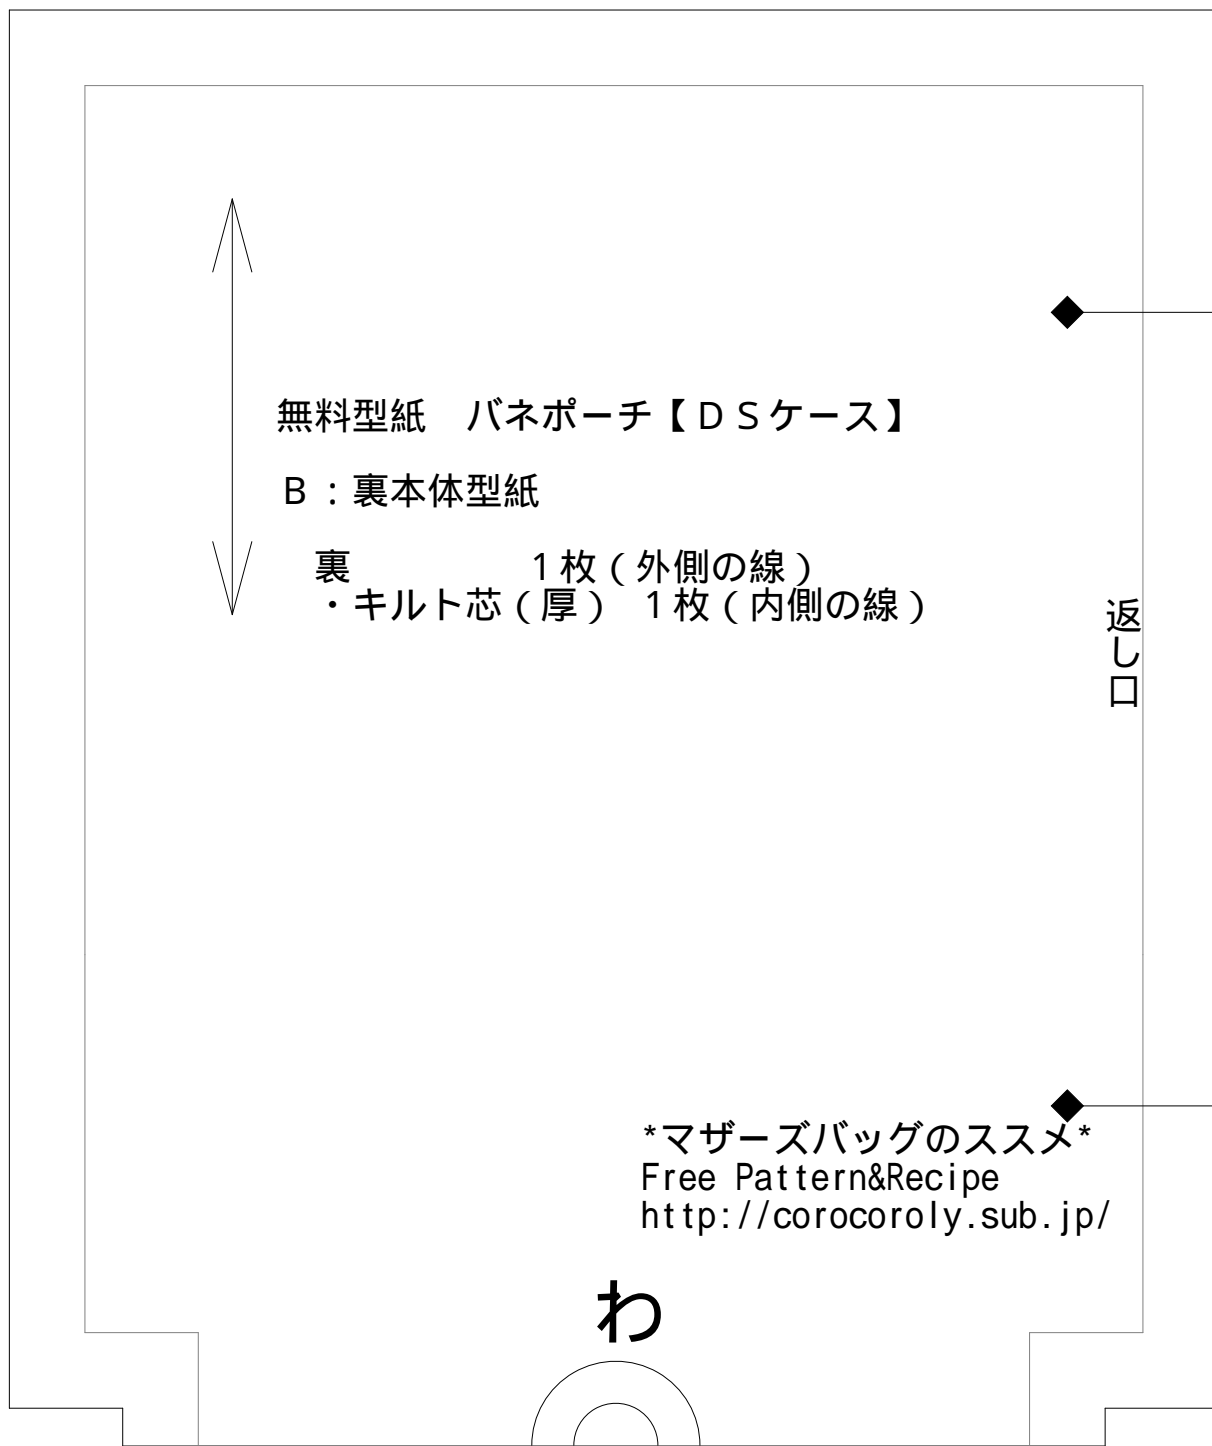 無料型紙　バネポーチ【ＤＳケース】
Ｂ：裏本体型紙
裏　　　　　１枚（外側の線）
・キルト芯（厚）　１枚（内側の線）
返し口
*マザーズバッグのススメ*
Free Pattern&Recipe
http://corocoroly.sub.jp/
わ